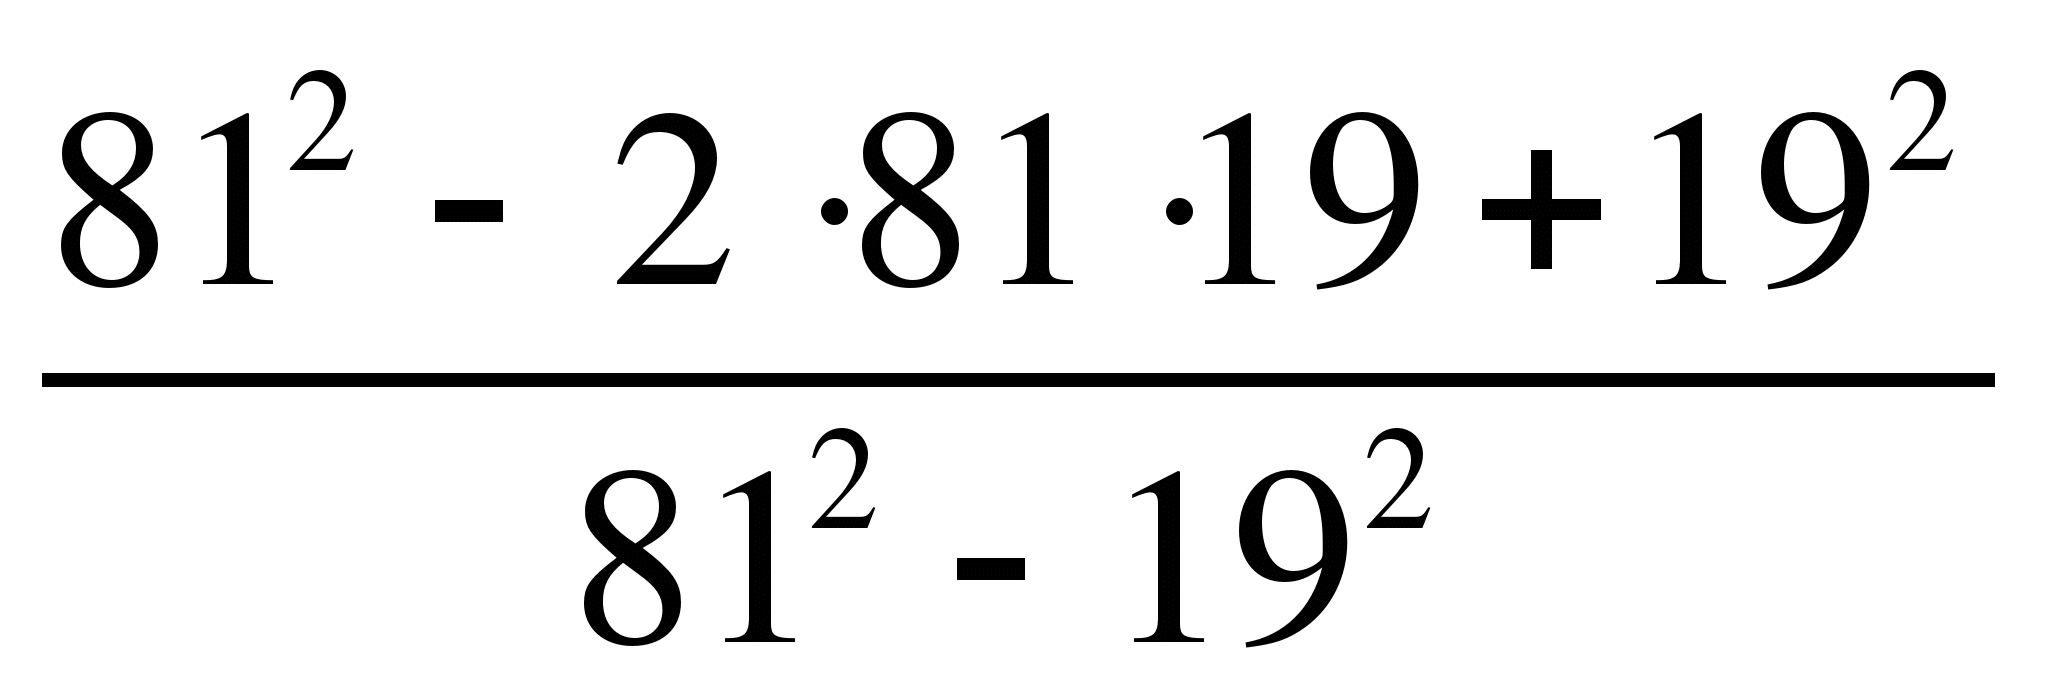 81² - 2 ·81 ·19 + 19²
81² - 19²